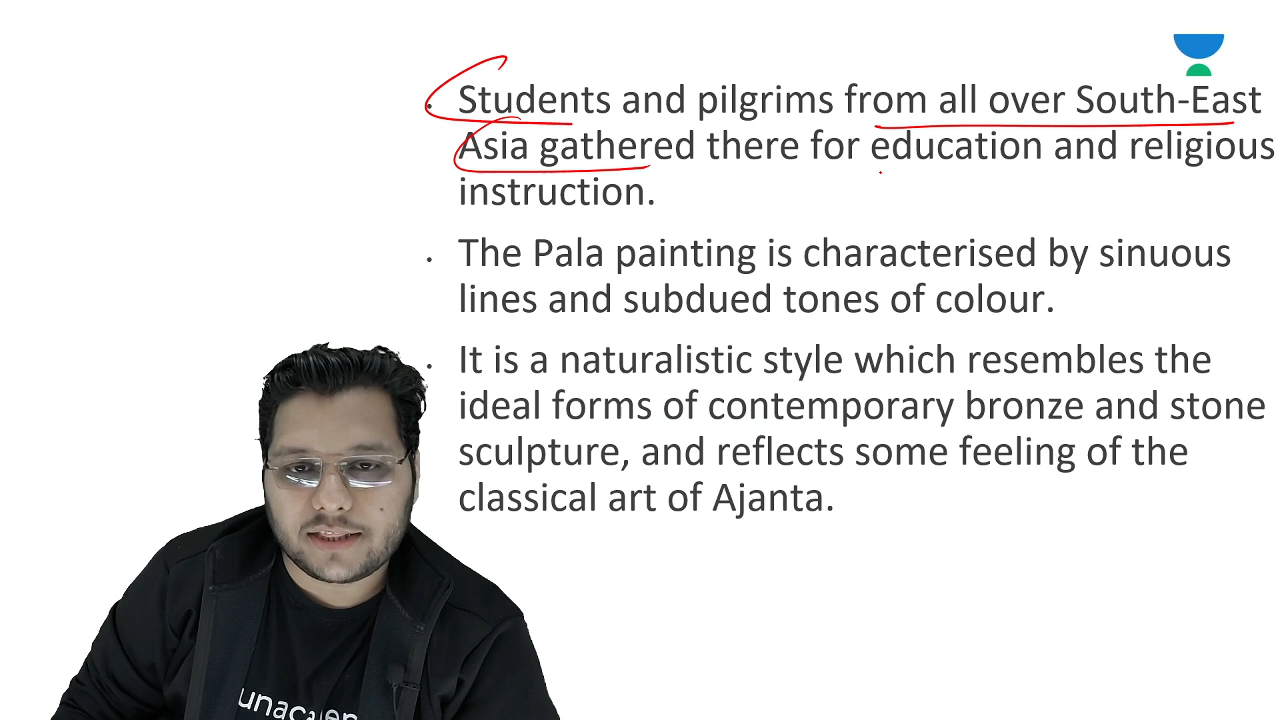 Students and pilgrims from all over South-East
Asia gathered there for education and religious
instruction.
The Pala painting is characterised by sinuous
lines and subdued tones of colour.
It is a naturalistic style which resembles the
ideal forms of contemporary bronze and stone
sculpture, and reflects some feeling of the
classical art of Ajanta.